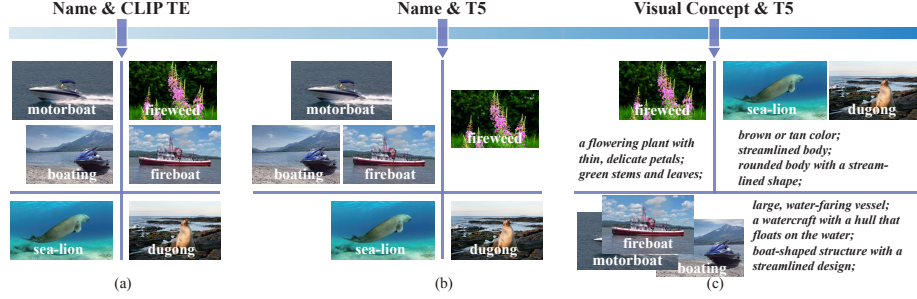 Name & CLIP TE
Name & T5
Visual Concept & T5
motorboat
fireweed
boating
fireboat
sea-lion
dugong
(a)
motorboat
fireweed
boating
fireboat
sea-lion
dugong
(b)
fireweed
sea-lion
dugong
a flowering plant with
thin, delicate petals;
green stems and leaves;
brown or tan color;
streamlined body;
rounded body with a stream-
lined shape;
fireboat
motorboat
boating
large, water-faring vessel;
a watercraft with a hull that
floats on the water;
boat-shaped structure with a
streamlined design;
(c)